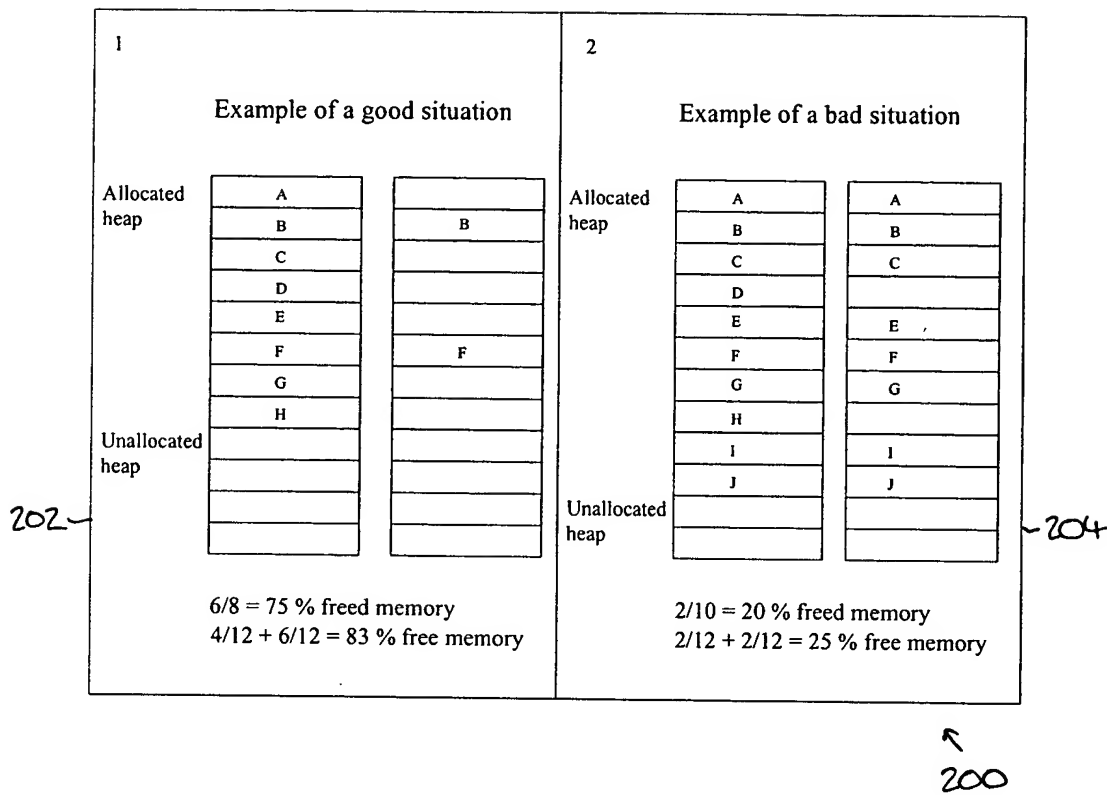 1
Example of a good situation
Allocated
heap
A
B
C
D
E
F
G
H
B
F
Unallocated
heap
202
6/8 = 75 % freed memory
4/12 + 6/12 = 83 % free memory
2
Example of a bad situation
Allocated
heap
A
B
C
D
E
F
G
H
I
J
A
B
C
E
F
G
I
J
Unallocated
heap
204
2/10 = 20 % freed memory
2/12 + 2/12 = 25 % free memory
200